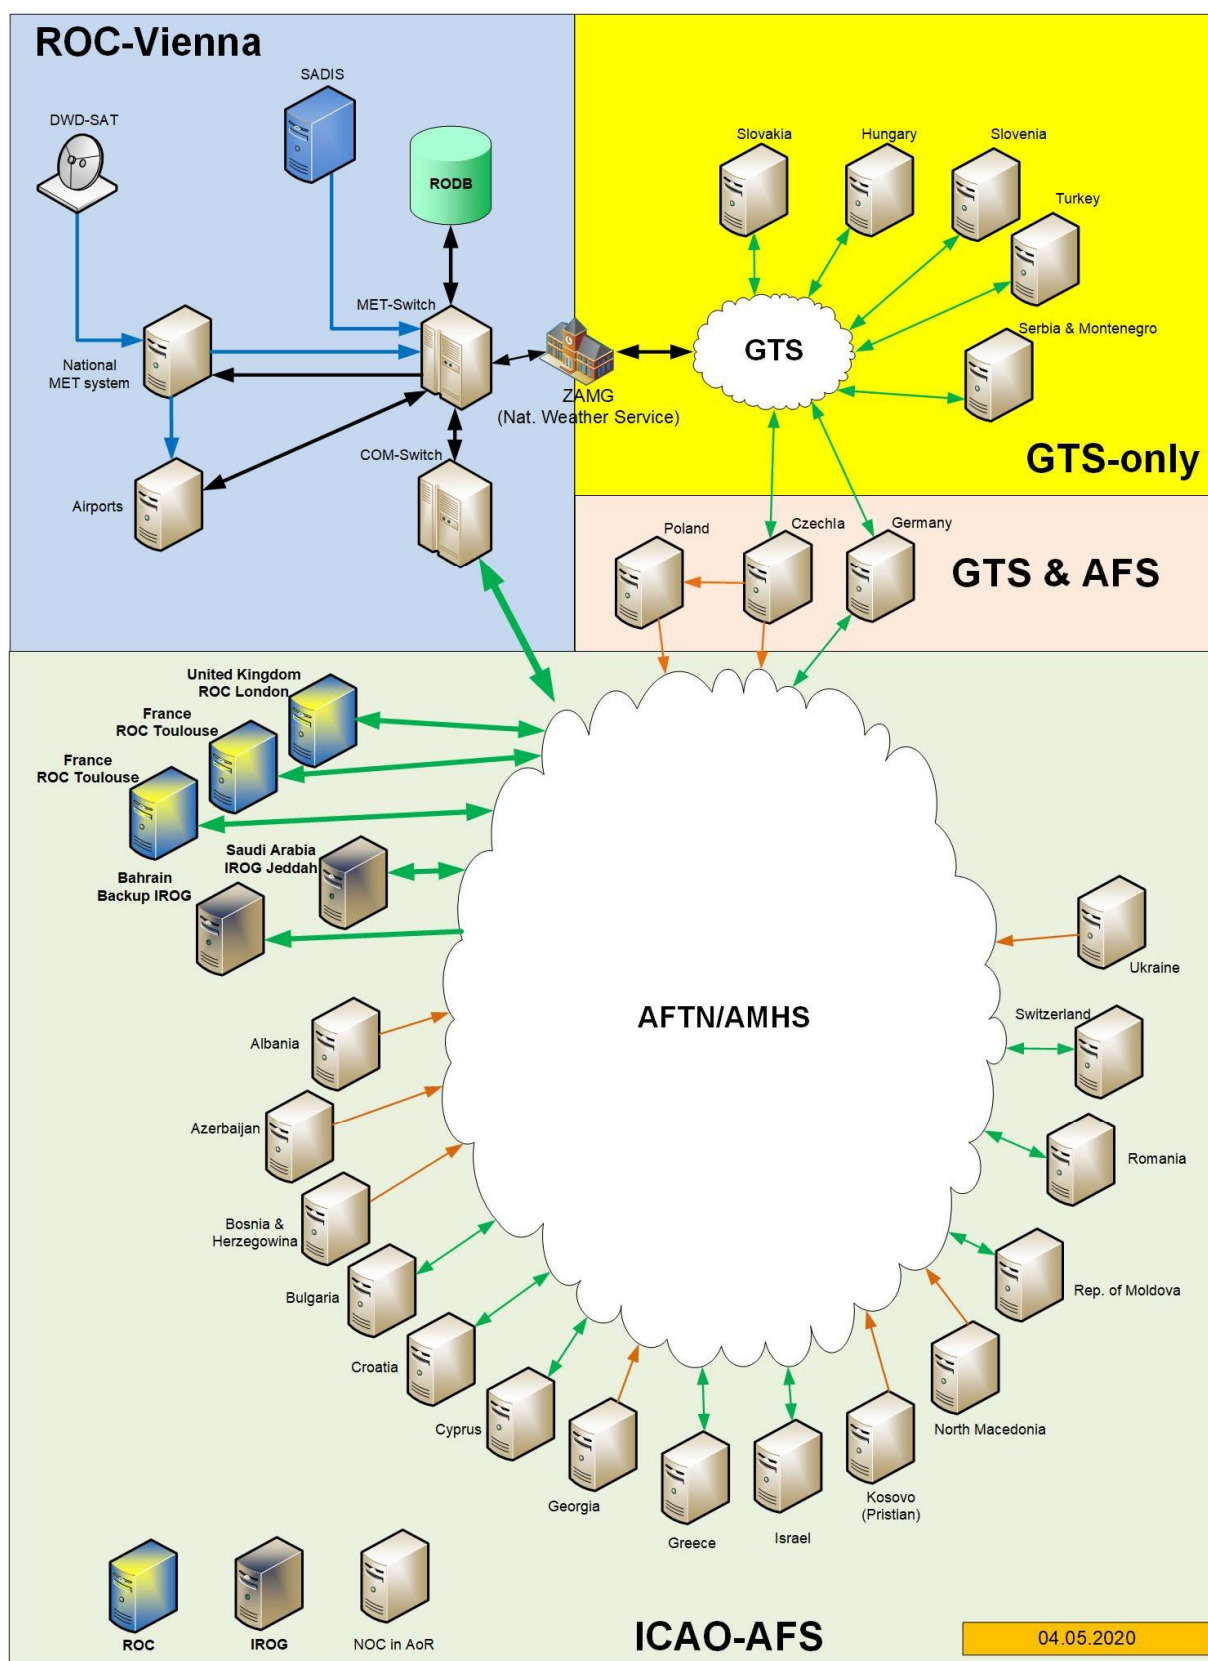 ROC-Vienna
SADIS
DWD-SAT
RODB
MET-Switch
National
MET system
ZAMG
(Nat. Weather Service)
COM-Switch
Airports
Slovakia
Hungary
Slovenia
Turkey
GTS
Serbia & Montenegro
GTS-only
Poland
Czechla
Germany
GTS & AFS
United Kingdom
ROC London
France
ROC Toulouse
France
ROC Toulouse
Saudi Arabia
IROG Jeddah
Bahrain
Backup IROG
AFTN/AMHS
Ukraine
Switzerland
Albania
Azerbaijan
Romania
Bosnia &
Herzegowina
Bulgaria
Rep. of Moldova
Croatia
Cyprus
North Macedonia
Georgia
Kosovo
(Pristian)
Greece
Israel
ROC
IROG
NOC in AoR
ICAO-AFS
04.05.2020